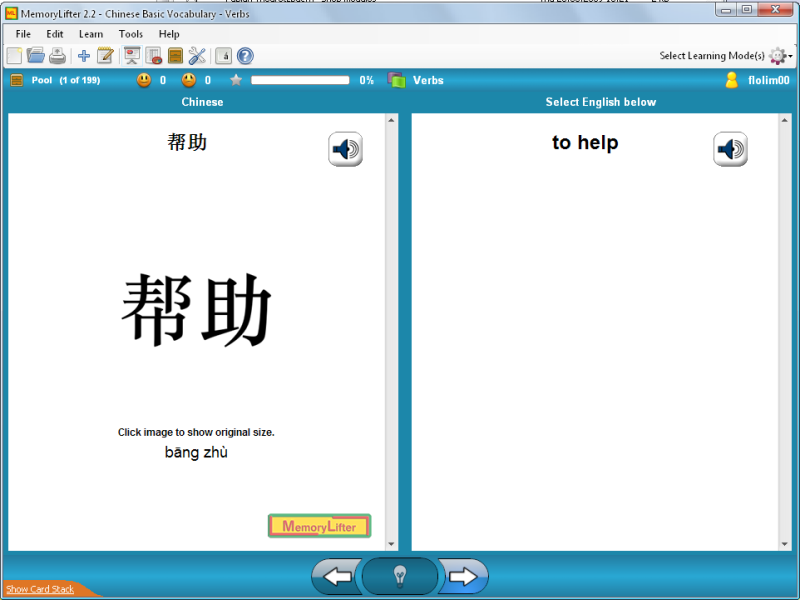 MemoryLifter 2.2 - Chinese Basic Vocabulary - Verbs
File Edit Learn Tools Help
Select Learning Mode(s)
Pool (1 of 199) 0 0 0% Verbs flolim00
Chinese
Select English below
帮助
to help
帮助
Click image to show original size.
bāng zhù
MemoryLifter
Show Card Stack